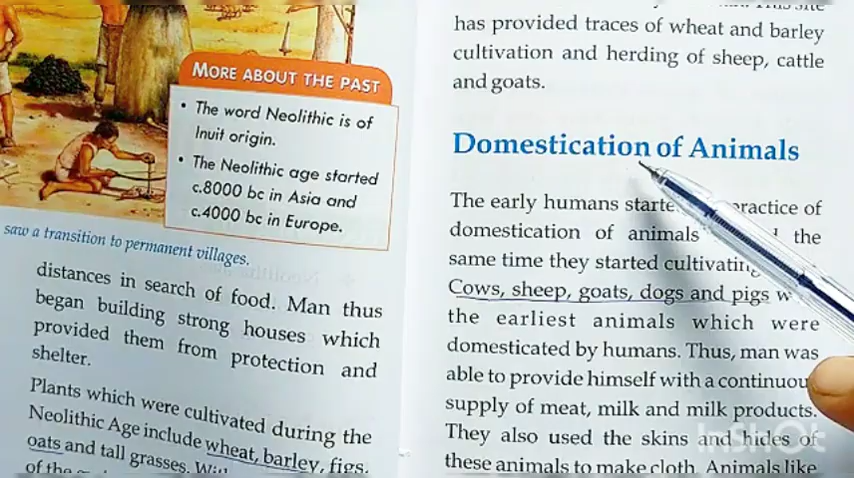 MORE ABOUT THE PAST
• The word Neolithic is of
Inuit origin.
• The Neolithic age started
c.8000 bc in Asia and
c.4000 bc in Europe.
saw a transition to permanent villages.
distances in search of food. Man thus
began building strong houses which
provided them from protection and
shelter.
Plants which were cultivated during the
Neolithic Age include wheat, barley, figs,
oats and tall grasses.
of the
has provided traces of wheat and barley
cultivation and herding of sheep, cattle
and goats.
Domestication of Animals
The early humans starte practice of
domestication of animals the
same time they started cultivating
Cows, sheep, goats, dogs and pigs
the earliest animals which were
domesticated by humans. Thus, man was
able to provide himself with a continuou
supply of meat, milk and milk products.
They also used the skins and hides of
these animals to make cloth. Animals like
InShOt